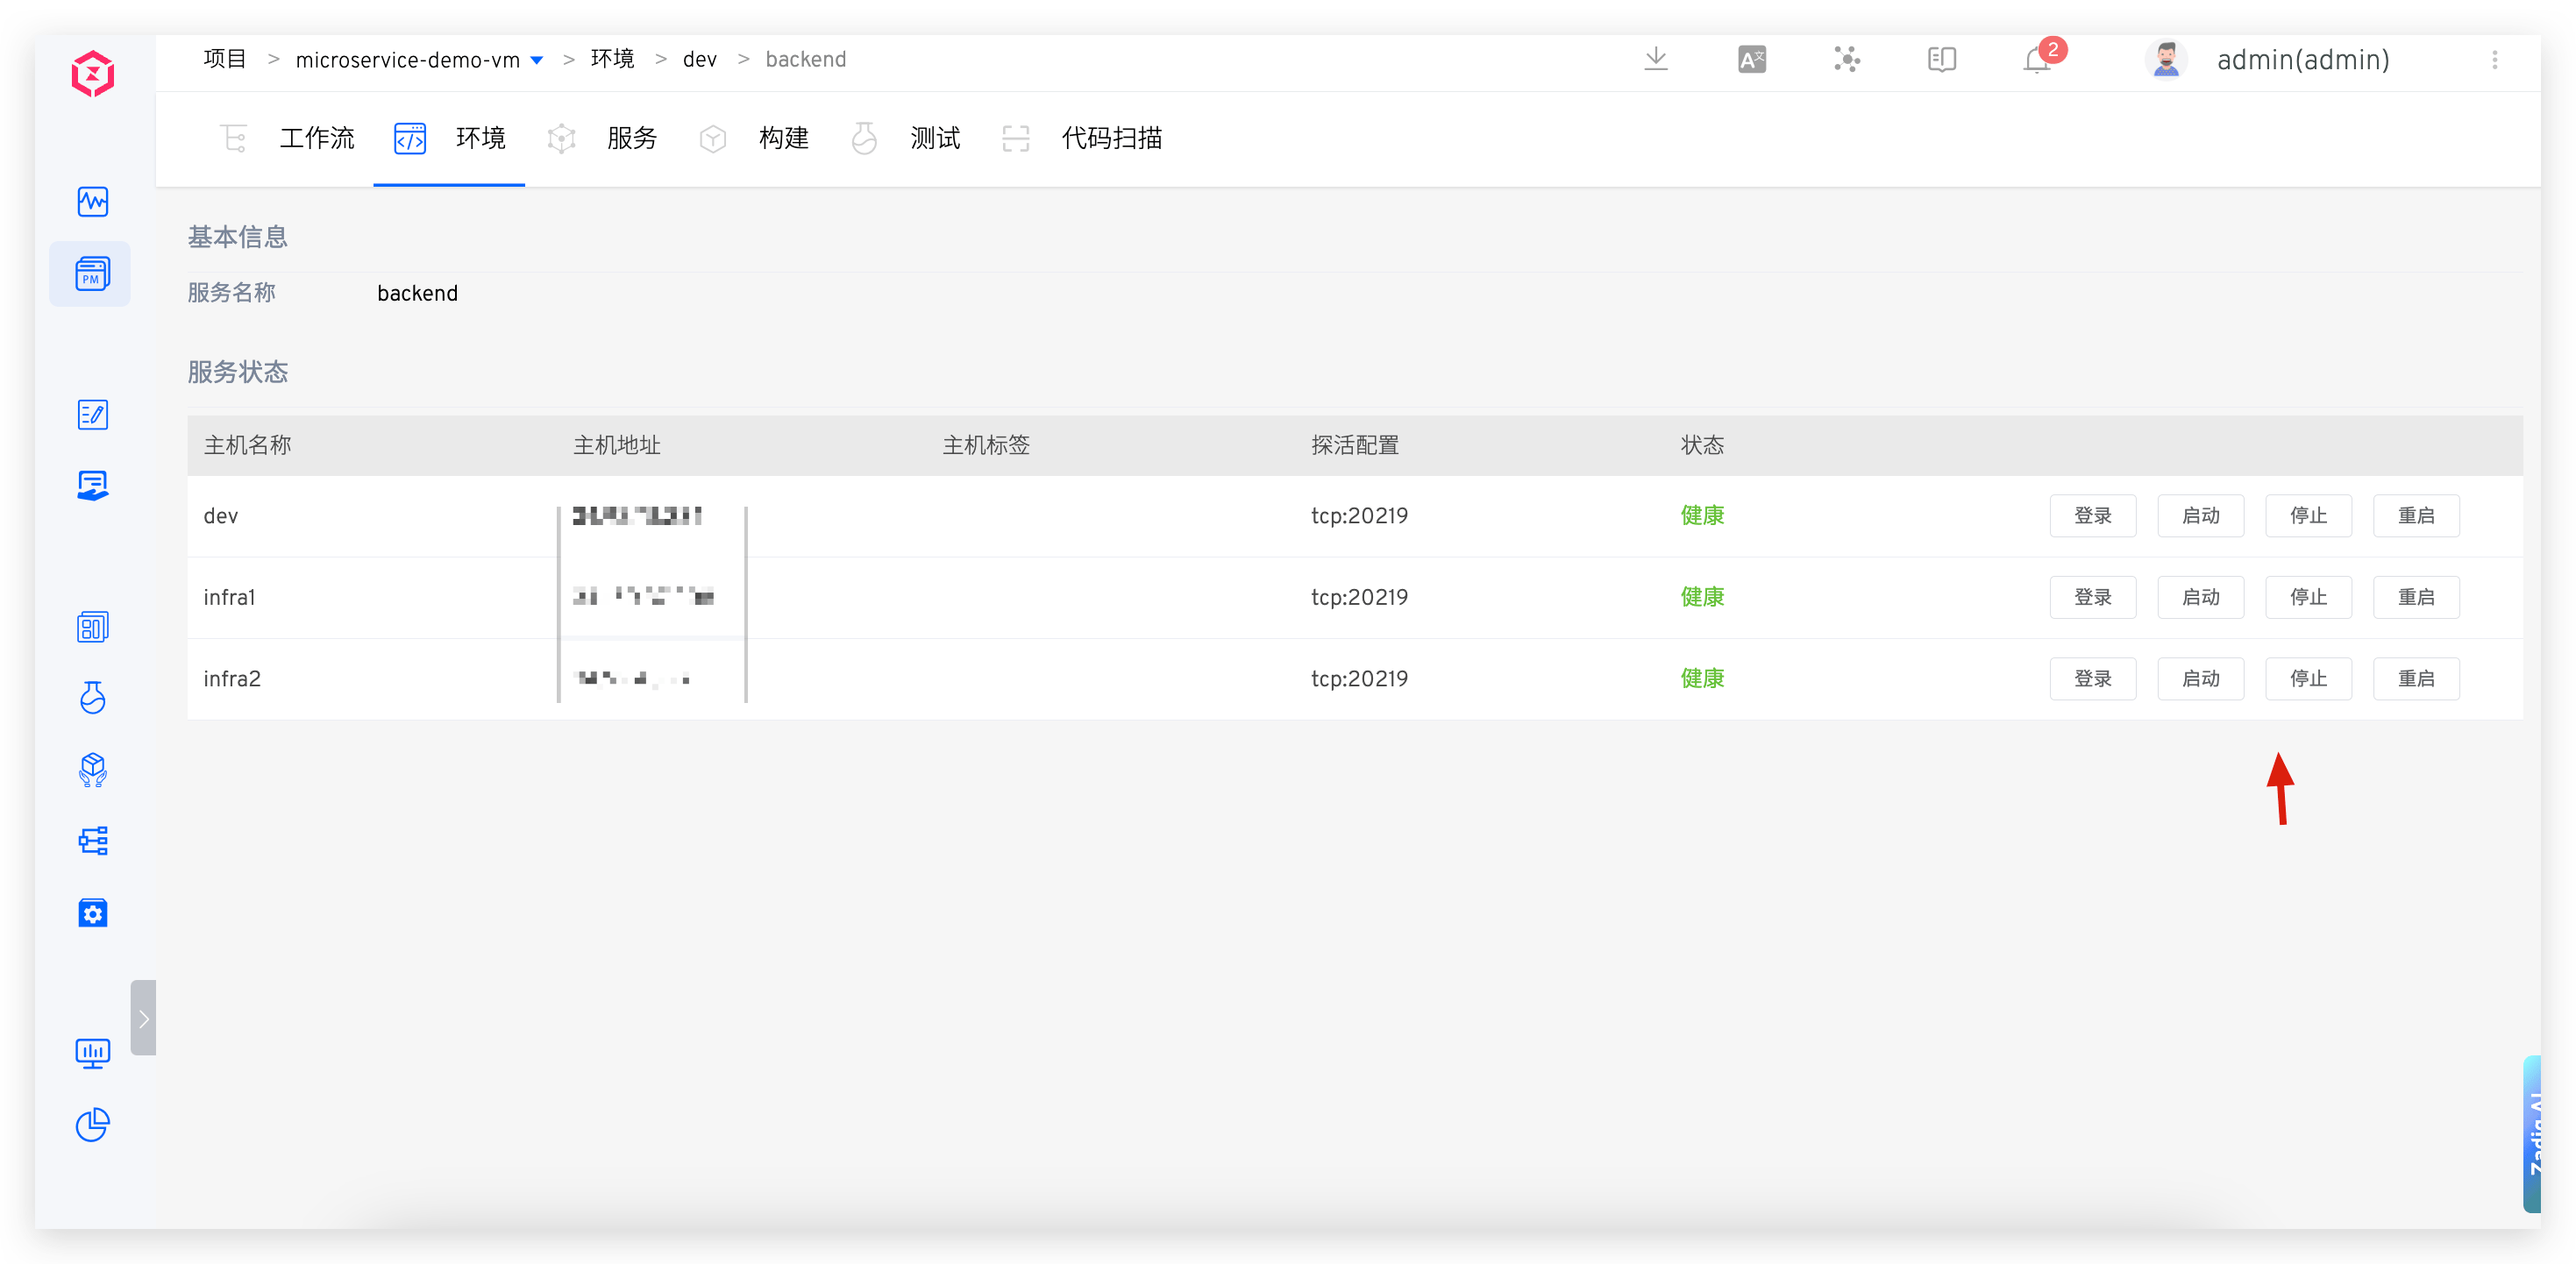 项目 > microservice-demo-vm > 环境 > dev > backend
2
admin(admin)
工作流 环境 服务 构建 测试 代码扫描
PM
基本信息
服务名称 backend
服务状态
主机名称 主机地址 主机标签 探活配置 状态
dev tcp:20219 健康 登录 启动 停止 重启
infra1 tcp:20219 健康 登录 启动 停止 重启
infra2 tcp:20219 健康 登录 启动 停止 重启
Zadig AI